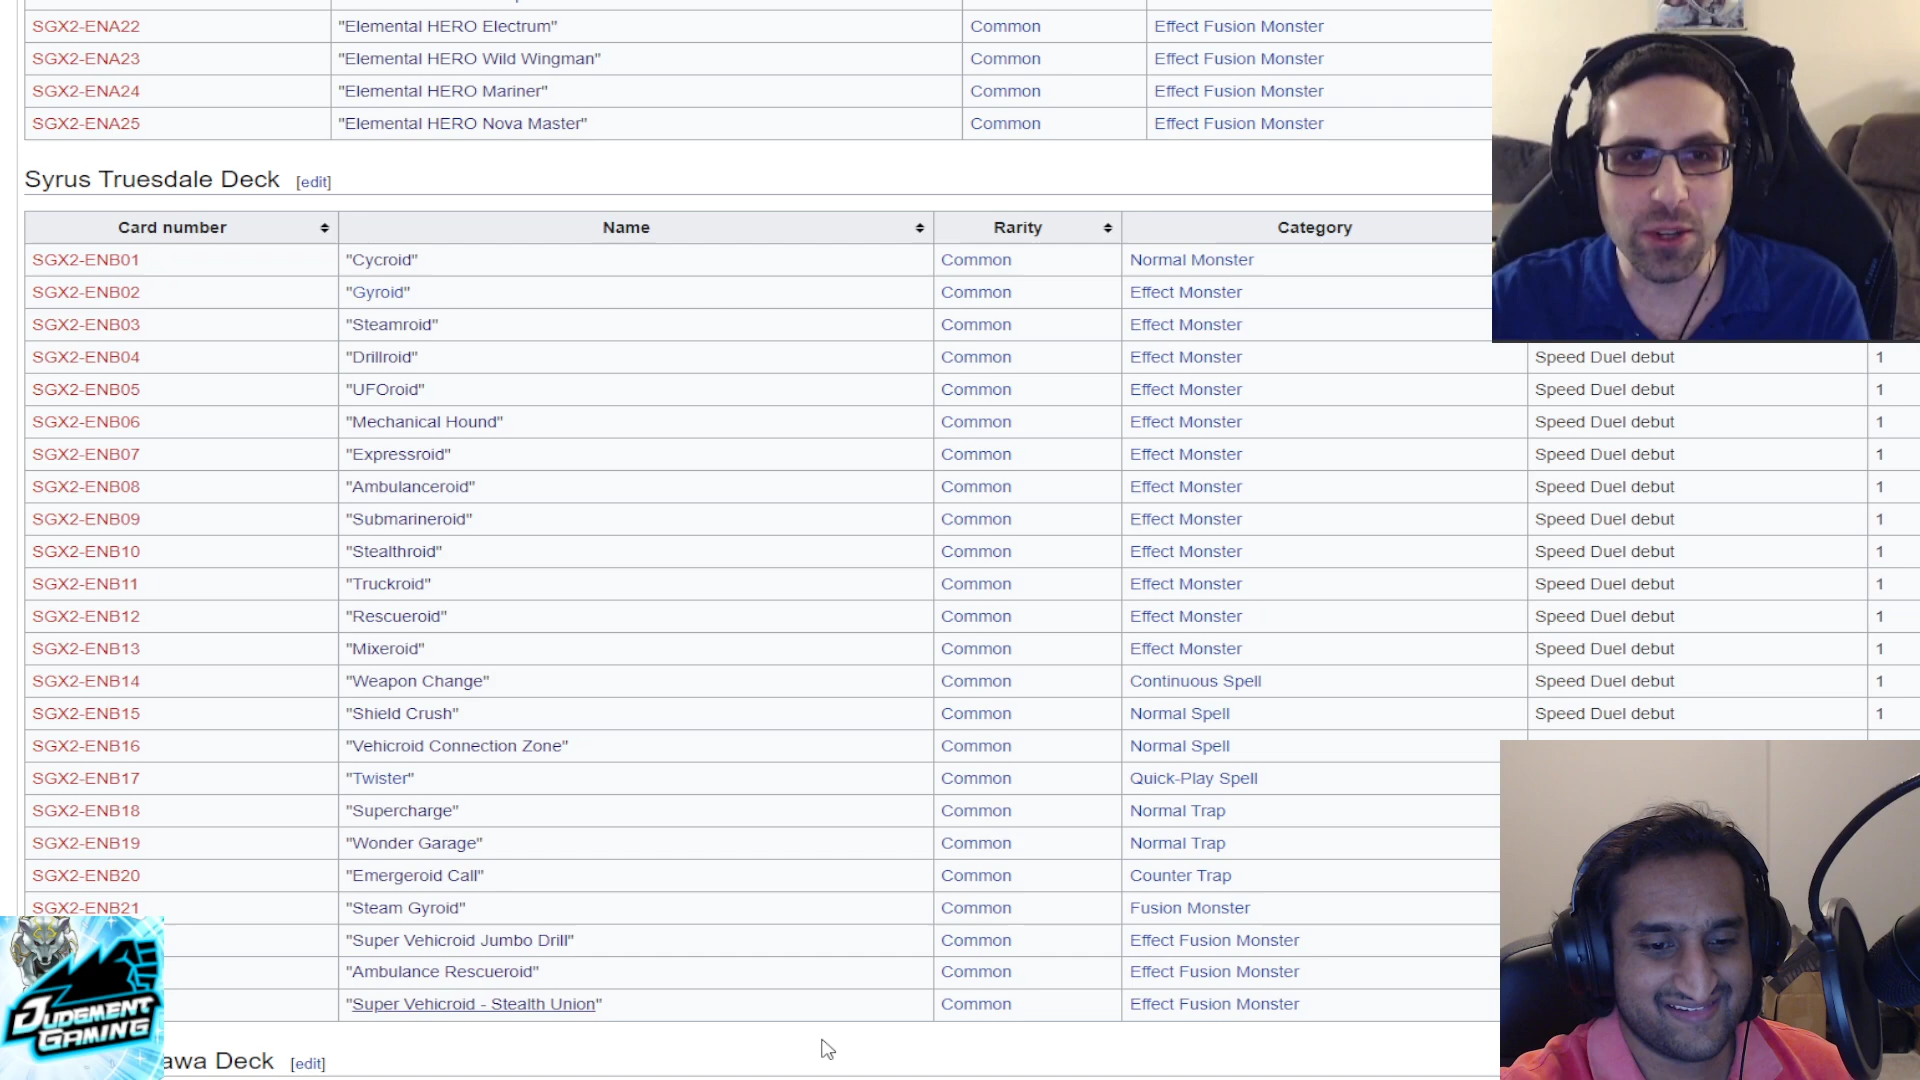 SGX2-ENA22 "Elemental HERO Electrum" Common Effect Fusion Monster
SGX2-ENA23 "Elemental HERO Wild Wingman" Common Effect Fusion Monster
SGX2-ENA24 "Elemental HERO Mariner" Common Effect Fusion Monster
SGX2-ENA25 "Elemental HERO Nova Master" Common Effect Fusion Monster
Syrus Truesdale Deck [edit]
Card number Name Rarity Category
SGX2-ENB01 "Cycroid" Common Normal Monster
SGX2-ENB02 "Gyroid" Common Effect Monster
SGX2-ENB03 "Steamroid" Common Effect Monster
SGX2-ENB04 "Drillroid" Common Effect Monster Speed Duel debut 1
SGX2-ENB05 "UFOroid" Common Effect Monster Speed Duel debut 1
SGX2-ENB06 "Mechanical Hound" Common Effect Monster Speed Duel debut 1
SGX2-ENB07 "Expressroid" Common Effect Monster Speed Duel debut 1
SGX2-ENB08 "Ambulanceroid" Common Effect Monster Speed Duel debut 1
SGX2-ENB09 "Submarineroid" Common Effect Monster Speed Duel debut 1
SGX2-ENB10 "Stealthroid" Common Effect Monster Speed Duel debut 1
SGX2-ENB11 "Truckroid" Common Effect Monster Speed Duel debut 1
SGX2-ENB12 "Rescueroid" Common Effect Monster Speed Duel debut 1
SGX2-ENB13 "Mixeroid" Common Effect Monster Speed Duel debut 1
SGX2-ENB14 "Weapon Change" Common Continuous Spell Speed Duel debut 1
SGX2-ENB15 "Shield Crush" Common Normal Spell Speed Duel debut 1
SGX2-ENB16 "Vehicroid Connection Zone" Common Normal Spell
SGX2-ENB17 "Twister" Common Quick-Play Spell
SGX2-ENB18 "Supercharge" Common Normal Trap
SGX2-ENB19 "Wonder Garage" Common Normal Trap
SGX2-ENB20 "Emergeroid Call" Common Counter Trap
SGX2-ENB21 "Steam Gyroid" Common Fusion Monster
"Super Vehicroid Jumbo Drill" Common Effect Fusion Monster
"Ambulance Rescueroid" Common Effect Fusion Monster
"Super Vehicroid - Stealth Union" Common Effect Fusion Monster
JUDGMENT
GAMING
awa Deck [edit]